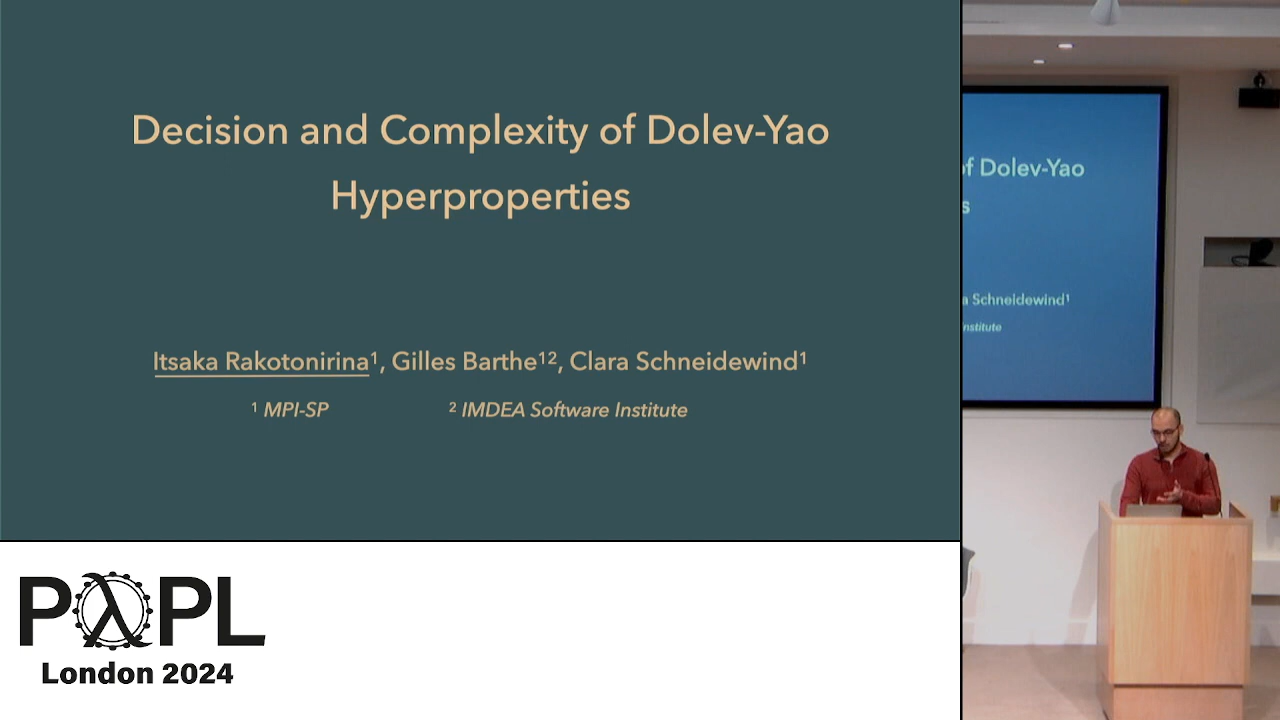 Decision and Complexity of Dolev-Yao
Hyperproperties
Itsaka Rakotonirina¹, Gilles Barthe¹², Clara Schneidewind¹
¹ MPI-SP
² IMDEA Software Institute
PλPL
London 2024
of Dolev-Yao
s
a Schneidewind¹
nstitute